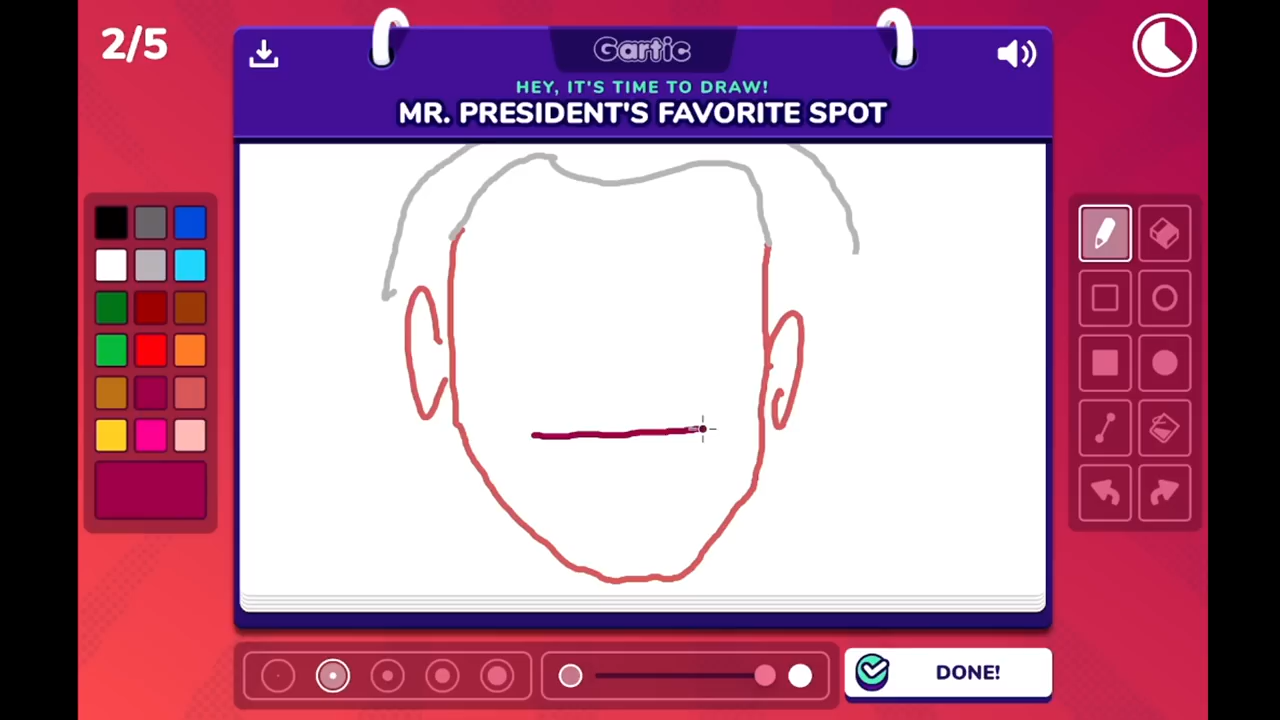 2/5
Gartic
HEY, IT'S TIME TO DRAW!
MR. PRESIDENT'S FAVORITE SPOT
DONE!